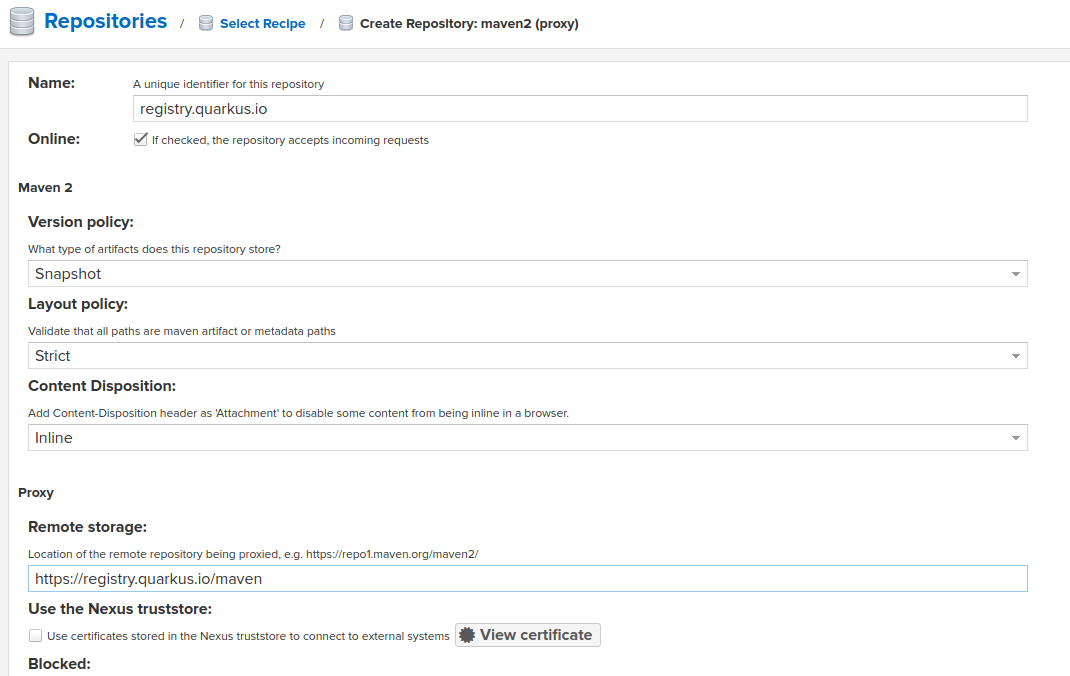 Repositories / Select Recipe / Create Repository: maven2 (proxy)
Name: A unique identifier for this repository
registry.quarkus.io
Online: If checked, the repository accepts incoming requests
Maven 2
Version policy:
What type of artifacts does this repository store?
Snapshot
Layout policy:
Validate that all paths are maven artifact or metadata paths
Strict
Content Disposition:
Add Content-Disposition header as 'Attachment' to disable some content from being inline in a browser.
Inline
Proxy
Remote storage:
Location of the remote repository being proxied, e.g. https://repo1.maven.org/maven2/
https://registry.quarkus.io/maven
Use the Nexus truststore:
Use certificates stored in the Nexus truststore to connect to external systems View certificate
Blocked: